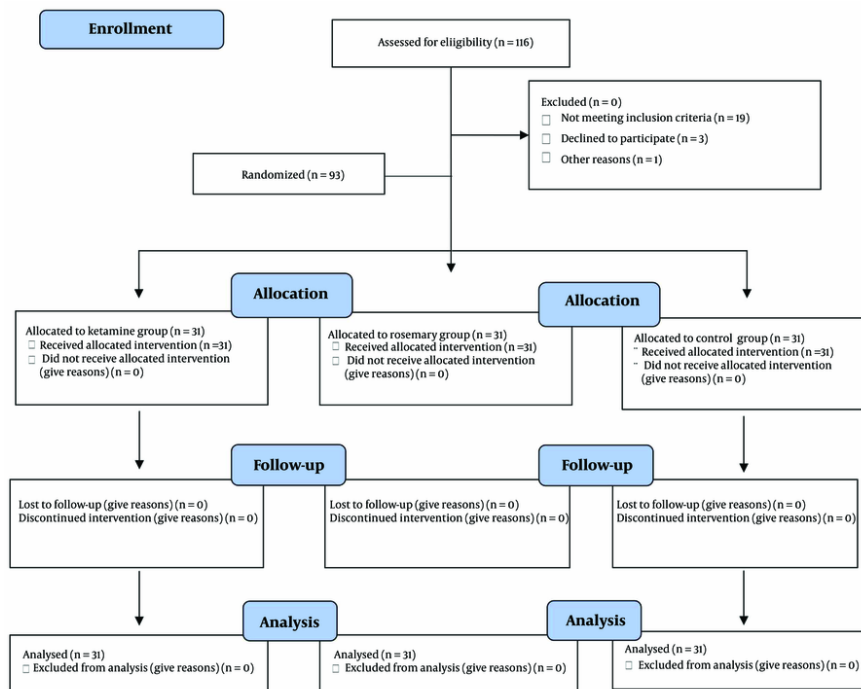 Enrollment
Assessed for eliigibility (n = 116)
Excluded (n = 0)
Not meeting inclusion criteria (n = 19)
Declined to participate (n = 3)
Other reasons (n = 1)
Randomized (n = 93)
Allocation
Allocation
Allocated to ketamine group (n = 31)
Received allocated intervention (n =31)
Did not receive allocated intervention
(give reasons) (n = 0)
Allocated to rosemary group (n = 31)
Received allocated intervention (n =31)
Did not receive allocated intervention
(give reasons) (n = 0)
Allocated to control group (n = 31)
Received allocated intervention (n =31)
Did not receive allocated intervention
(give reasons) (n = 0)
Follow-up
Follow-up
Lost to follow-up (give reasons) (n = 0)
Discontinued intervention (give reasons) (n = 0)
Lost to follow-up (give reasons) (n = 0)
Discontinued intervention (give reasons) (n = 0)
Lost to follow-up (give reasons) (n = 0)
Discontinued intervention (give reasons) (n = 0)
Analysis
Analysis
Analysed (n = 31)
Excluded from analysis (give reasons) (n = 0)
Analysed (n = 31)
Excluded from analysis (give reasons) (n = 0)
Analysed (n = 31)
Excluded from analysis (give reasons) (n = 0)